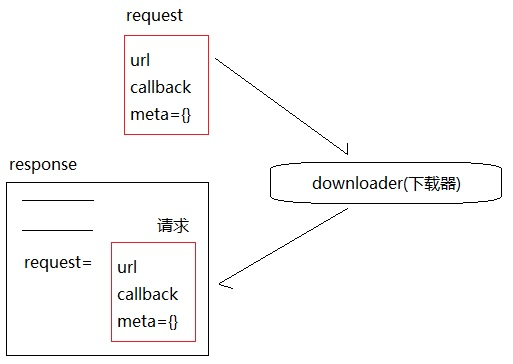 request
url
callback
meta={}
downloader(下载器)
response
请求
request=
url
callback
meta={}